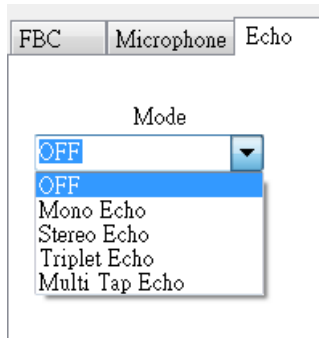 FBC Microphone Echo
Mode
OFF
OFF
Mono Echo
Stereo Echo
Triplet Echo
Multi Tap Echo